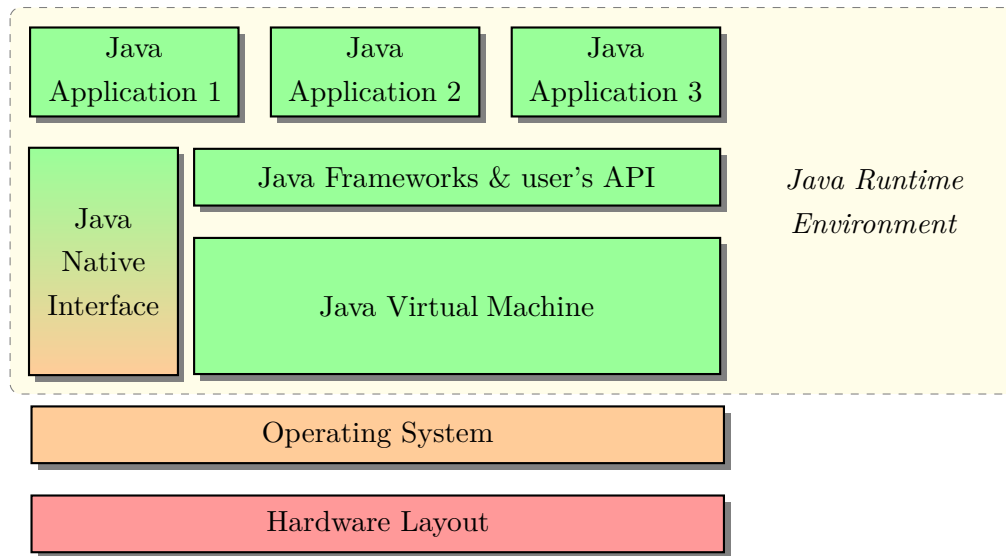 Java
Application 1
Java
Application 2
Java
Application 3
Java
Native
Interface
Java Frameworks & user's API
Java Virtual Machine
Java Runtime
Environment
Operating System
Hardware Layout